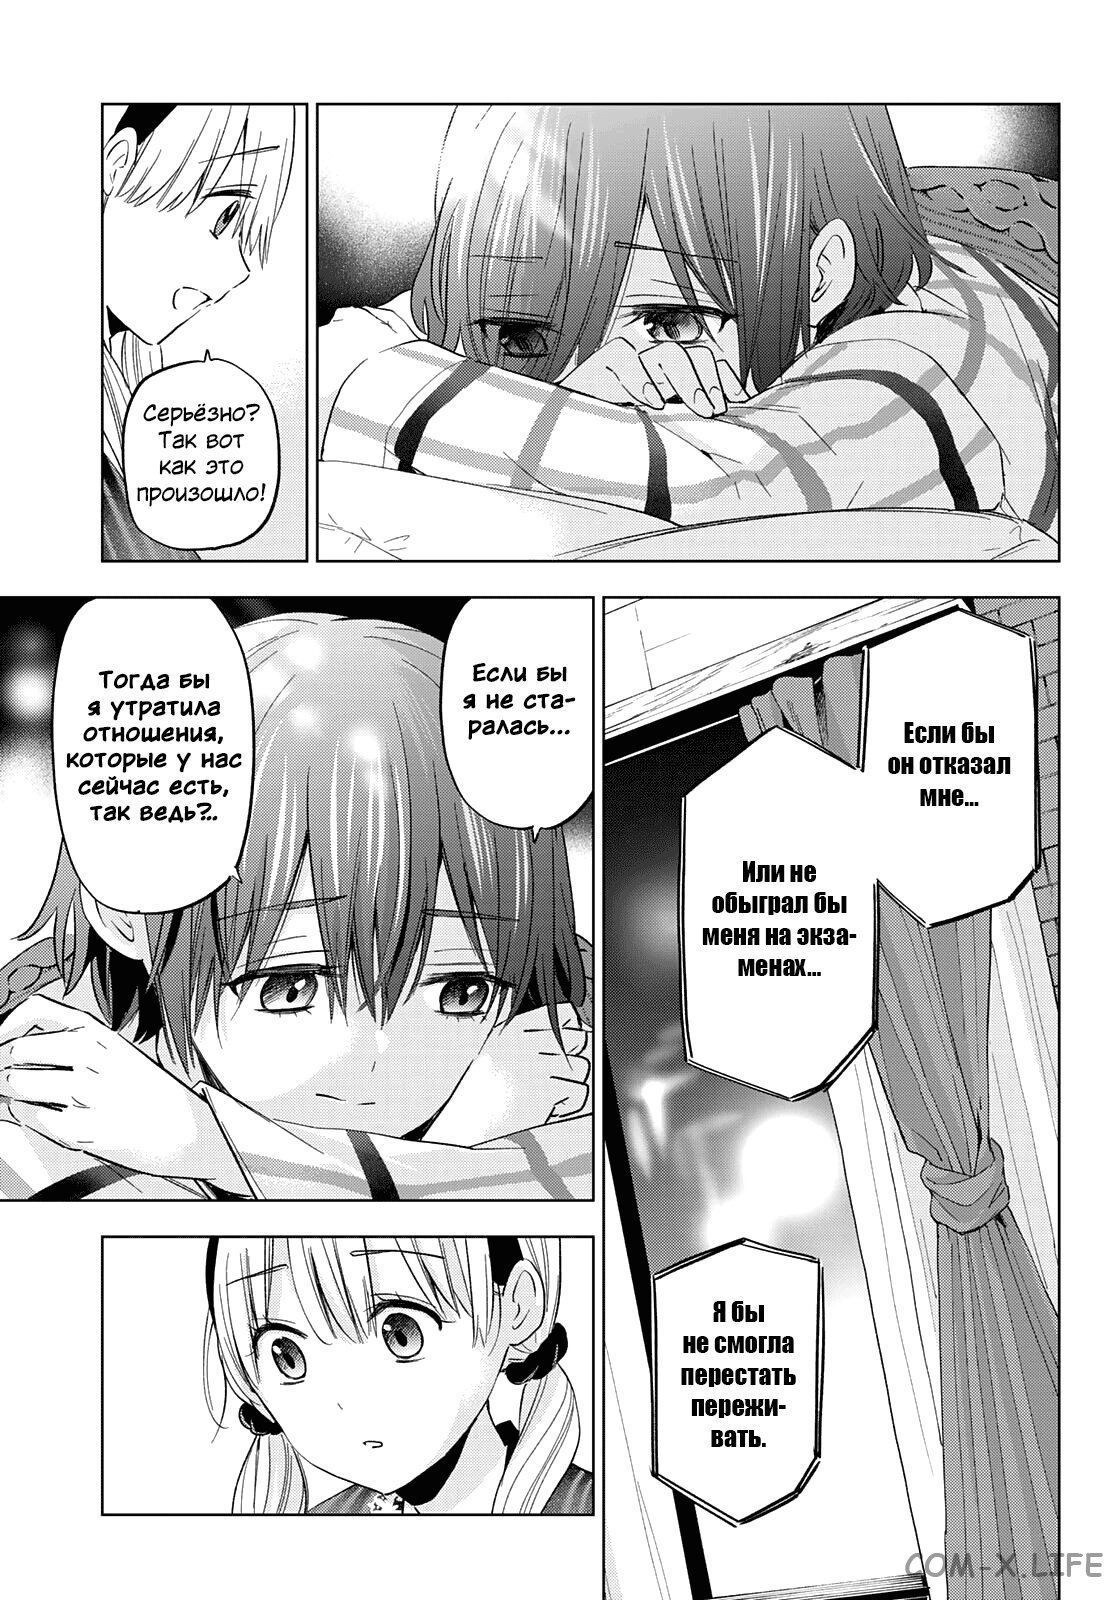 Серьёзно?
Так вот
как это
произошло!
Если бы
он отказал
мне...
Или не
обыграл бы
меня на экза-
менах...
Я бы
не смогла
перестать
пережи-
вать.
Если бы
я не ста-
ралась...
Тогда бы
я утратила
отношения,
которые у нас
сейчас есть,
так ведь?..
COM-X.LIFE